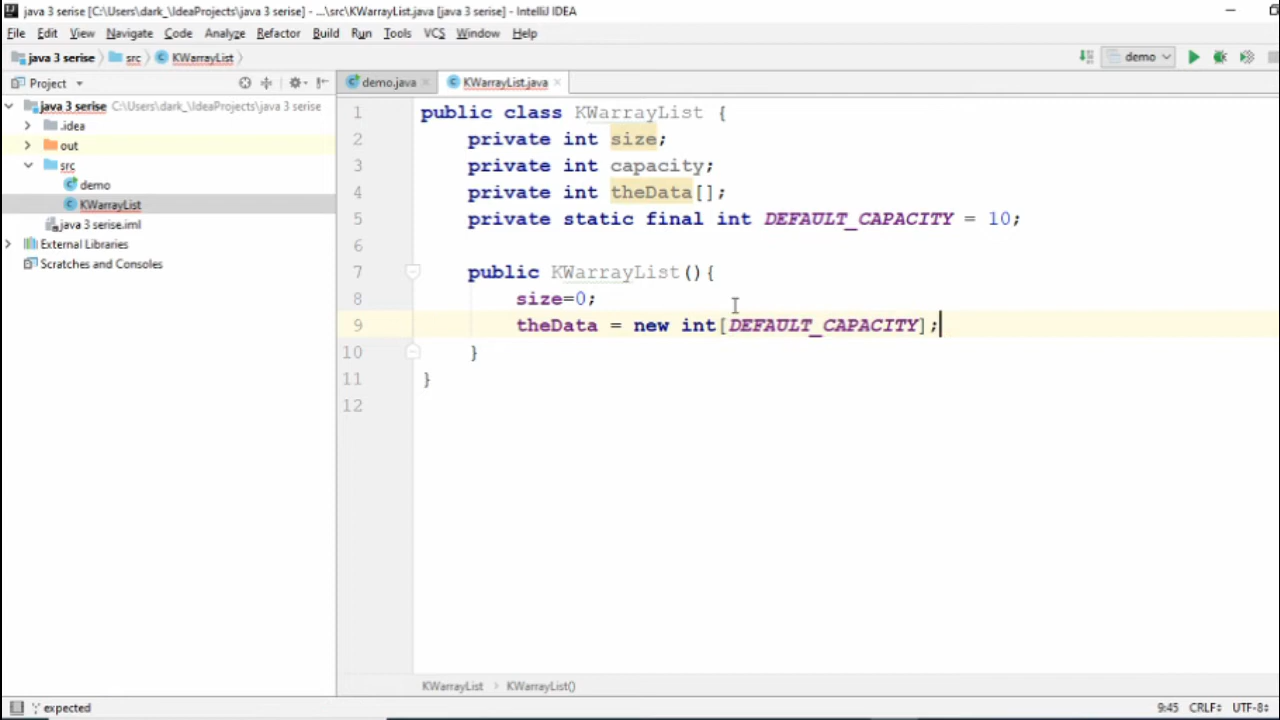 java 3 serise [C:\Users\dark_\IdeaProjects\java 3 serise] - ...\src\KWarrayList.java [java 3 serise] - IntelliJ IDEA
File Edit View Navigate Code Analyze Refactor Build Run Tools VCS Window Help
java 3 serise src KWarrayList demo
Project demo.java KWarrayList.java
java 3 serise C:\Users\dark_\IdeaProjects\java 3 serise
.idea
out
src
demo
KWarrayList
java 3 serise.iml
External Libraries
Scratches and Consoles
1 public class KWarrayList {
2 private int size;
3 private int capacity;
4 private int theData[];
5 private static final int DEFAULT_CAPACITY = 10;
6
7 public KWarrayList(){
8 size=0;
9 theData = new int[DEFAULT_CAPACITY];
10 }
11 }
12
KWarrayList KWarrayList()
';' expected 9:45 CRLF UTF-8